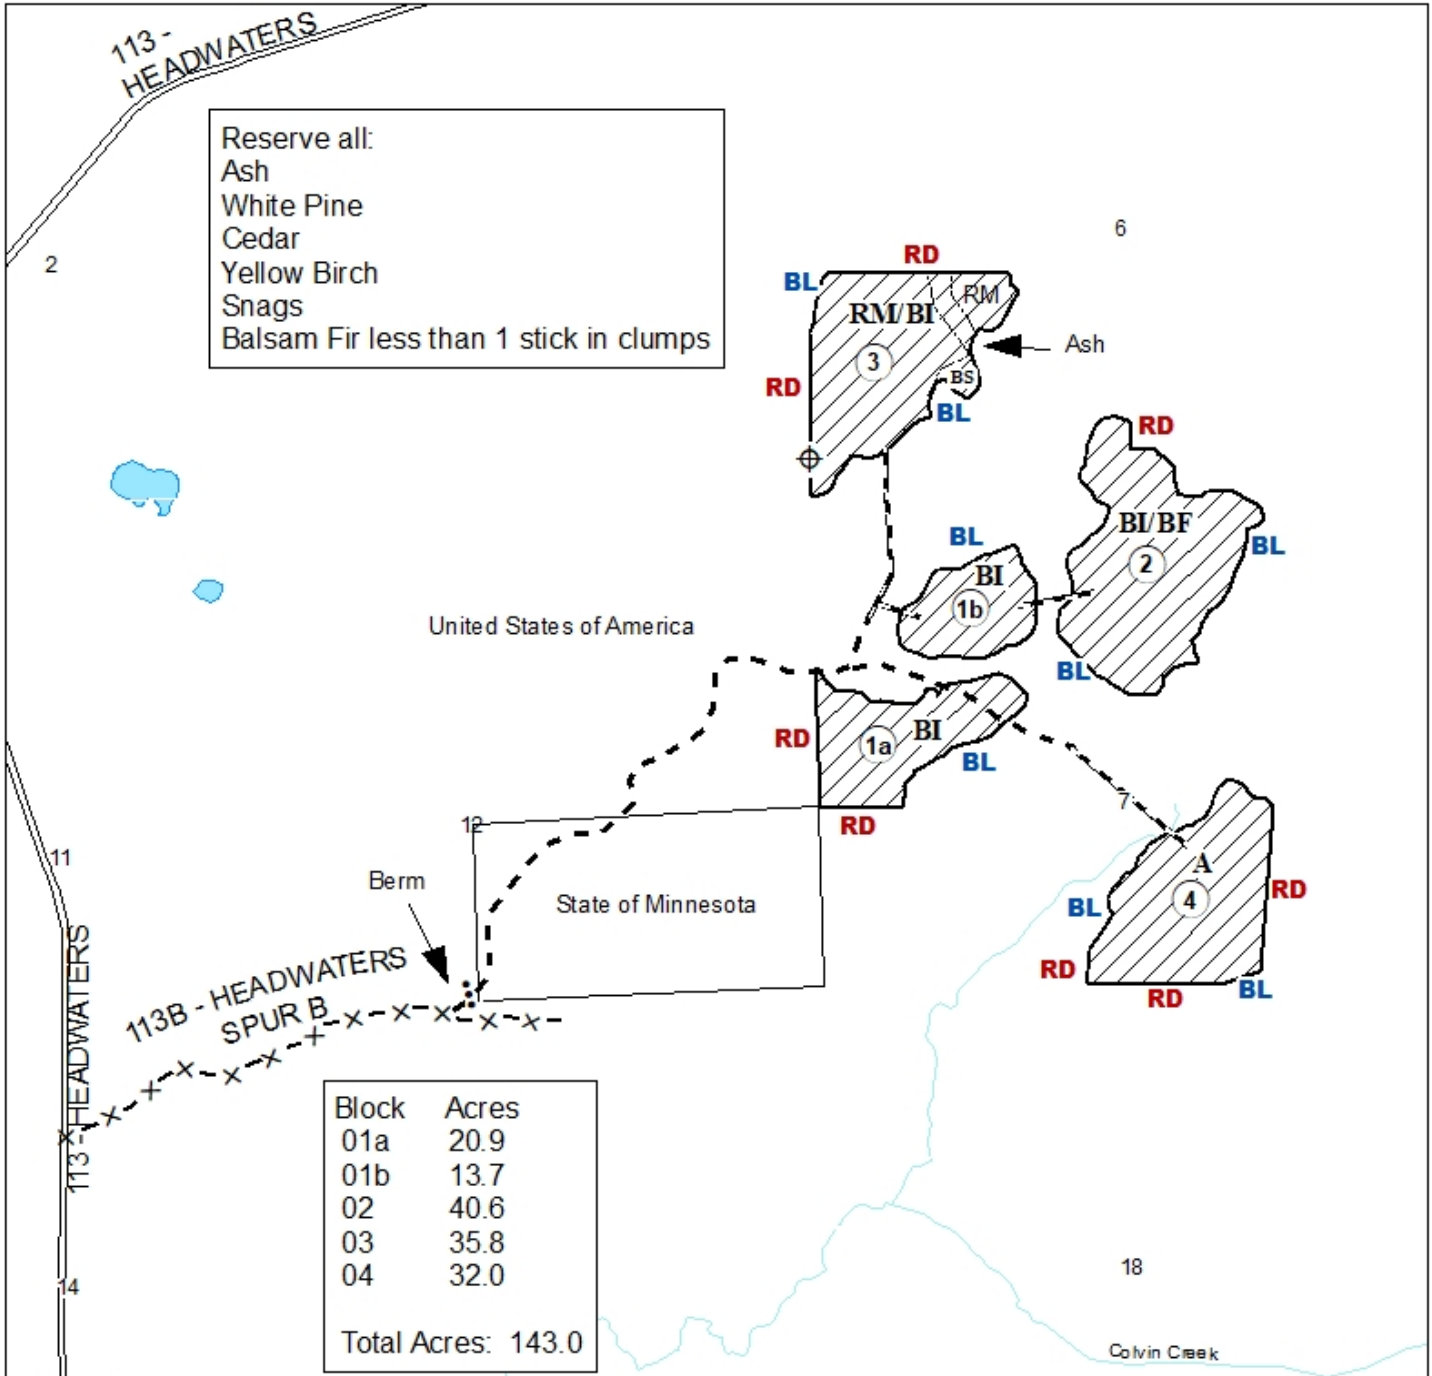 113 -
HEADWATERS
Reserve all:
Ash
White Pine
Cedar
Yellow Birch
Snags
Balsam Fir less than 1 stick in clumps
2
6
RD
BL
RM
RM/BI
3
Ash
RD
BS
BL
RD
BI/BF
2
BL
BL
BI
1b
BL
United States of America
RD
BI
1a
BL
RD
7
12
11
Berm
State of Minnesota
A
4
RD
BL
RD
RD
BL
113B - HEADWATERS
SPUR B
113 - HEADWATERS
Block Acres
01a 20.9
01b 13.7
02 40.6
03 35.8
04 32.0
Total Acres: 143.0
14
18
Colvin Creek